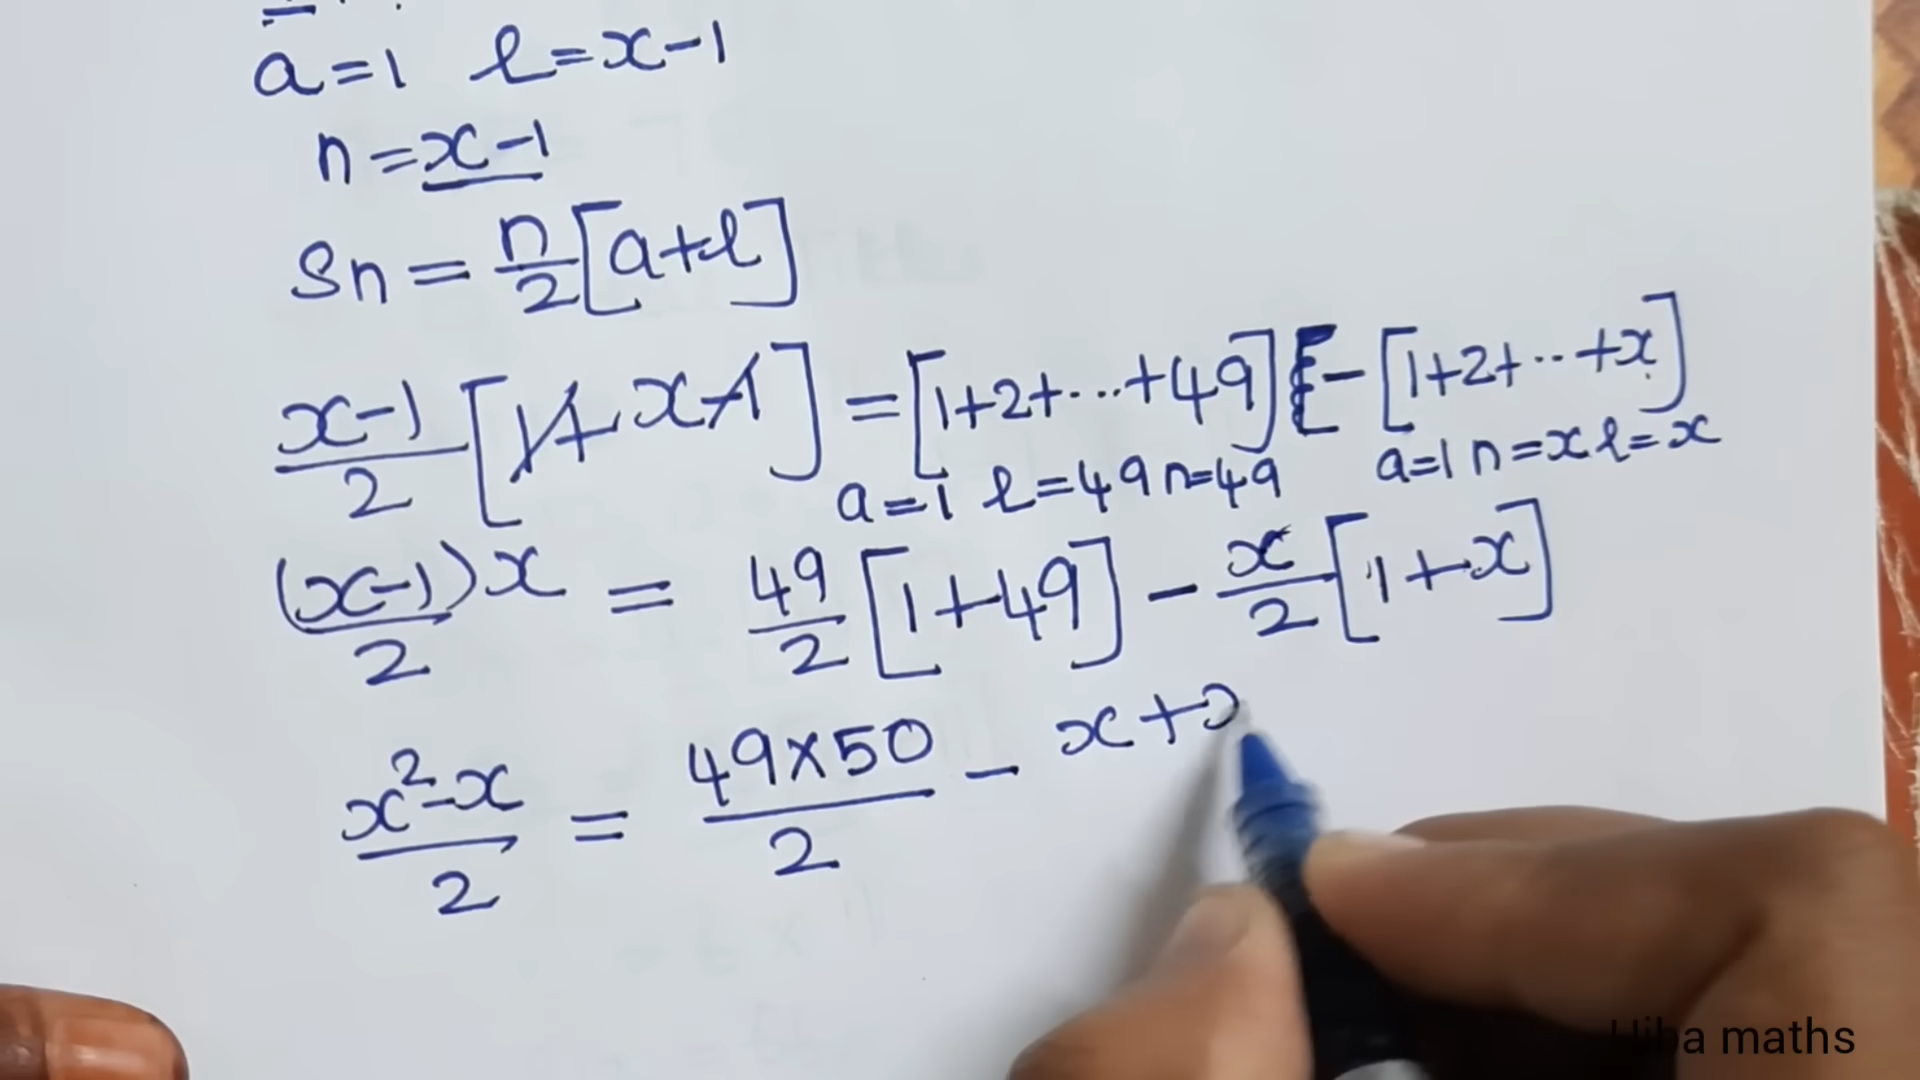 a=1 l=x-1
n=x-1
Sn=n/2[a+l]
x-1/2[1+x-1]=[1+2+...+49][-[1+2+...+x]
a=1 l=49 n=49 a=1 n=x l=x
(x-1)x/2=49/2[1+49]-x/2[1+x]
x²-x/2=49×50/2-x+
Hiba maths